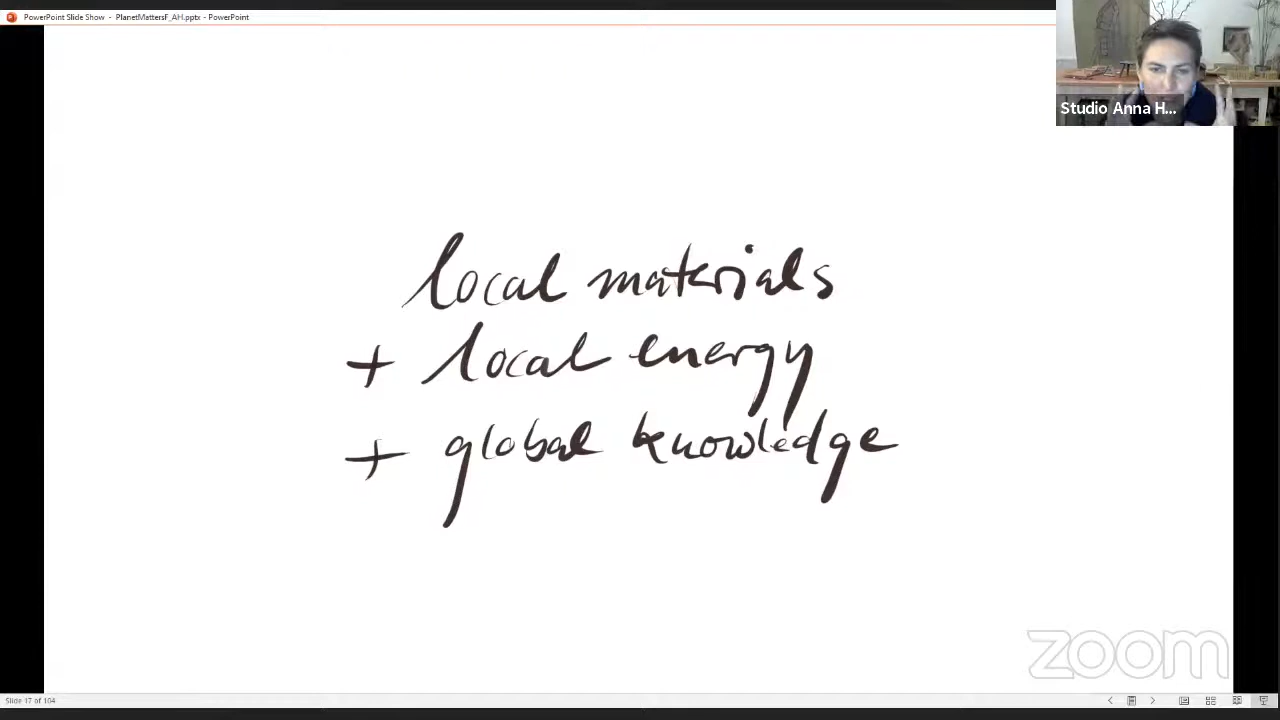 PowerPoint Slide Show - PlanetMattersF_AH.pptx - PowerPoint
Studio Anna H...
local materials
+ local energy
+ global knowledge
zoom
Slide 17 of 104